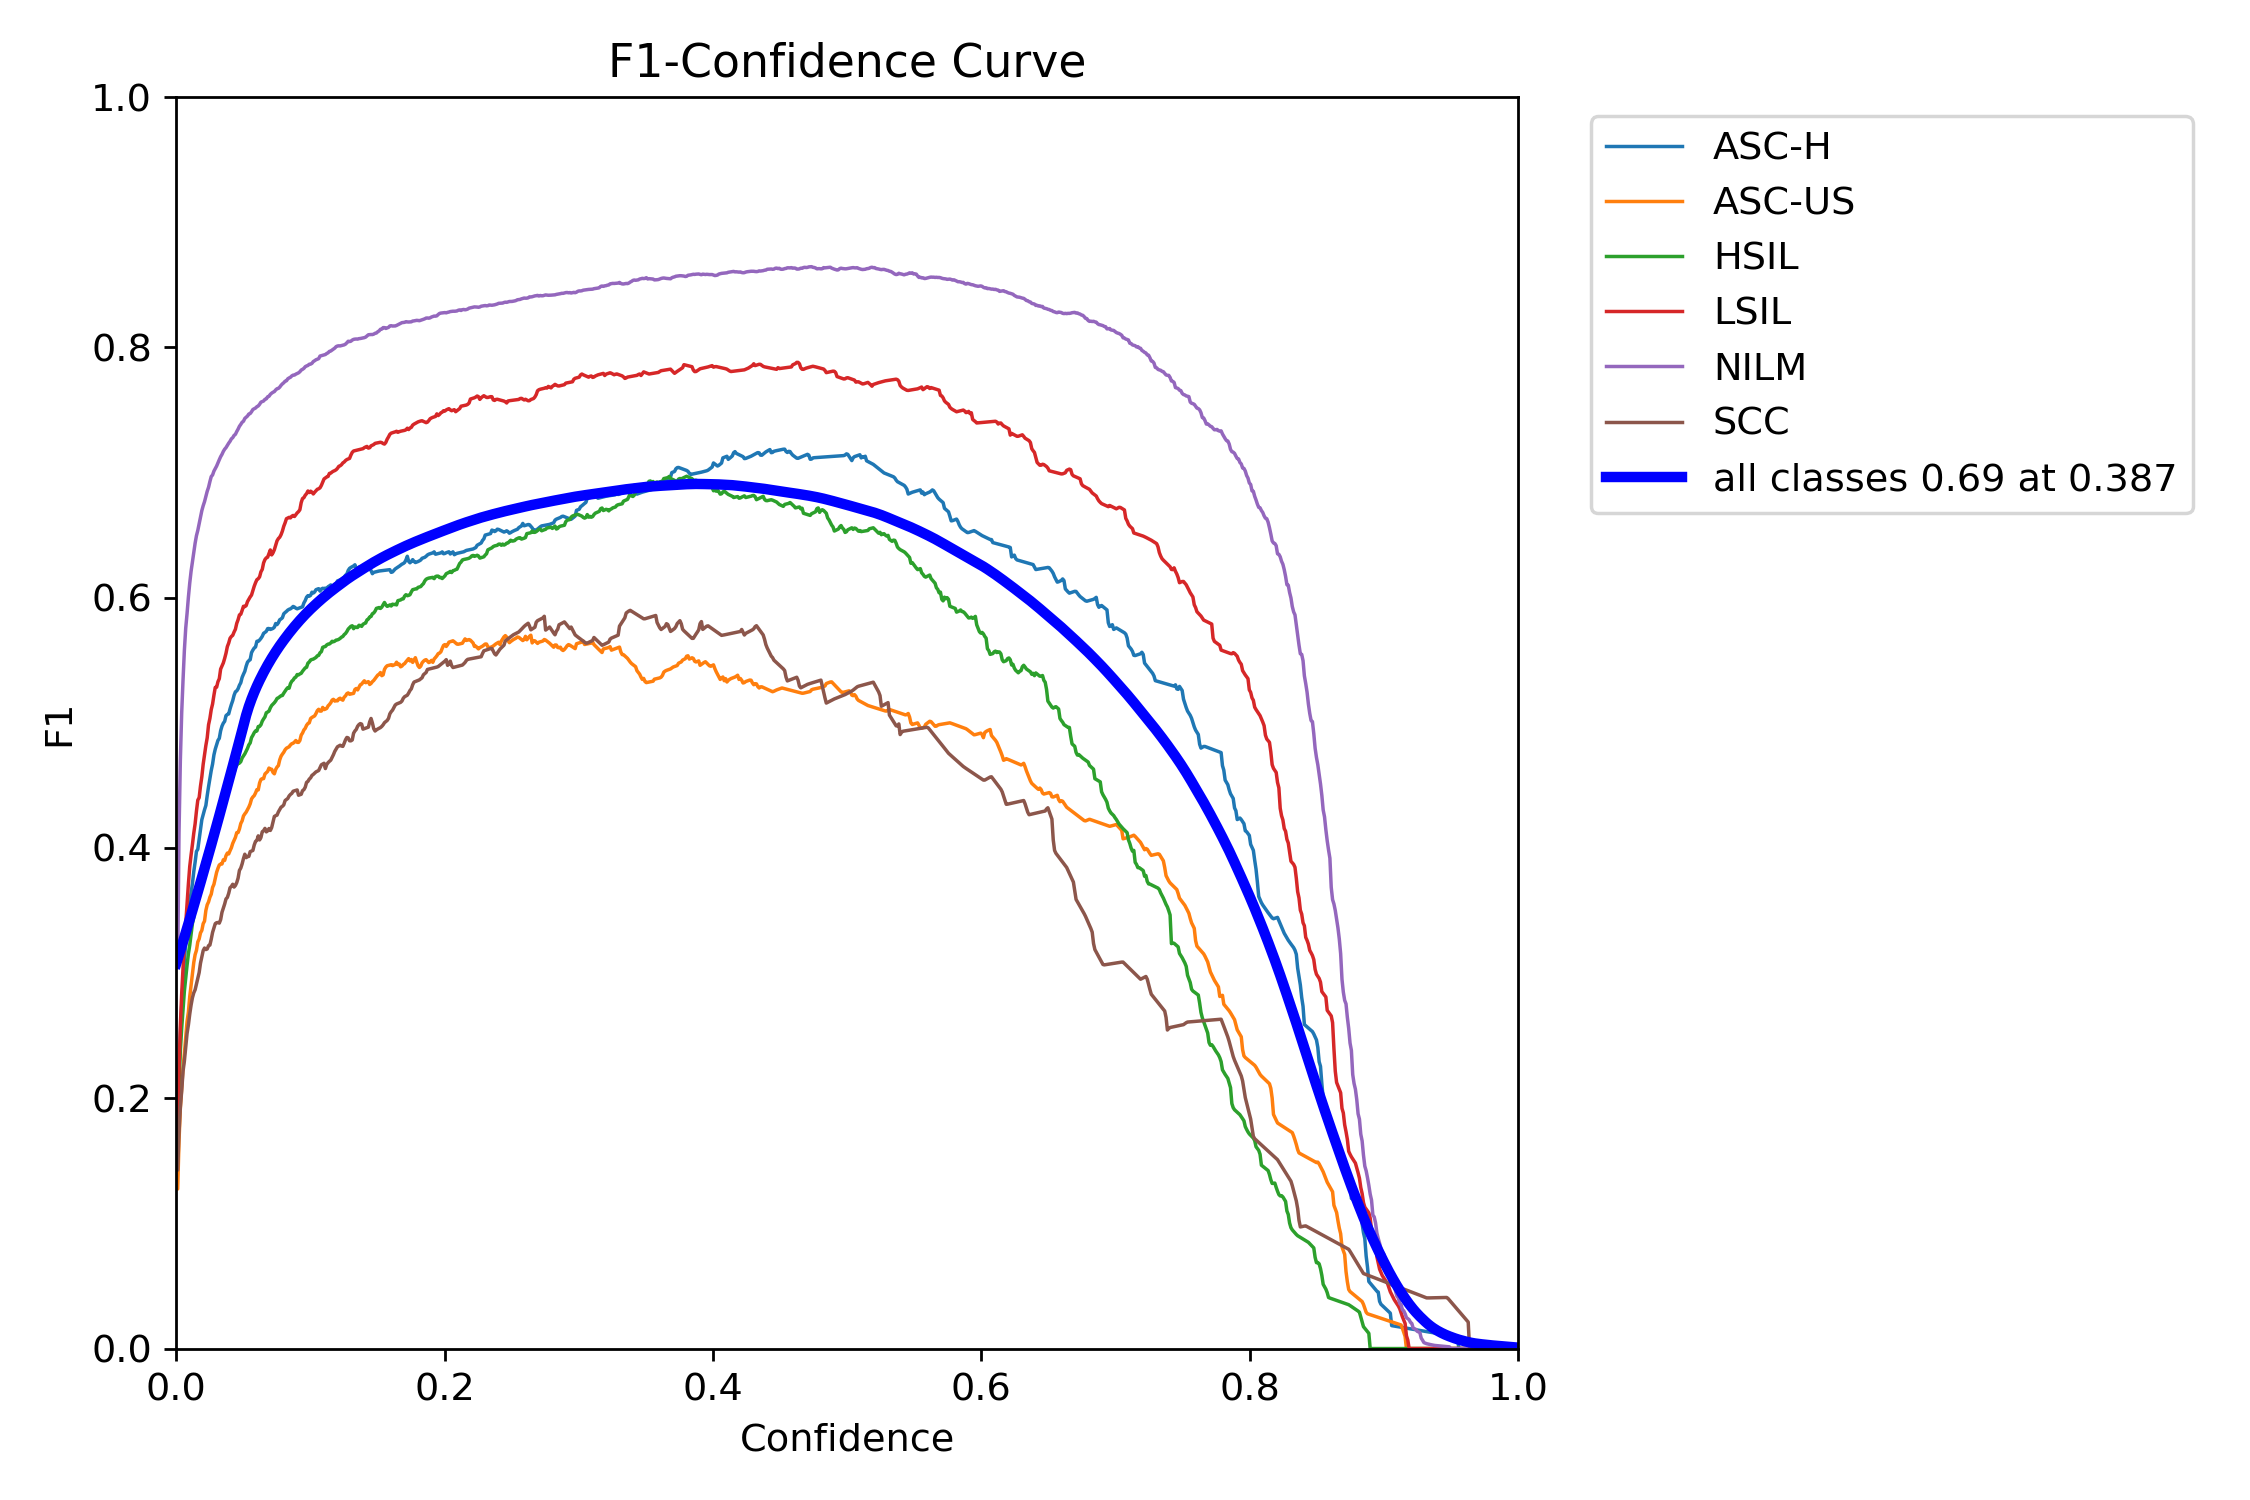 F1-Confidence Curve
1.0
0.8
0.6
0.4
0.2
0.0
F1
0.0 0.2 0.4 0.6 0.8 1.0
Confidence
ASC-H
ASC-US
HSIL
LSIL
NILM
SCC
all classes 0.69 at 0.387